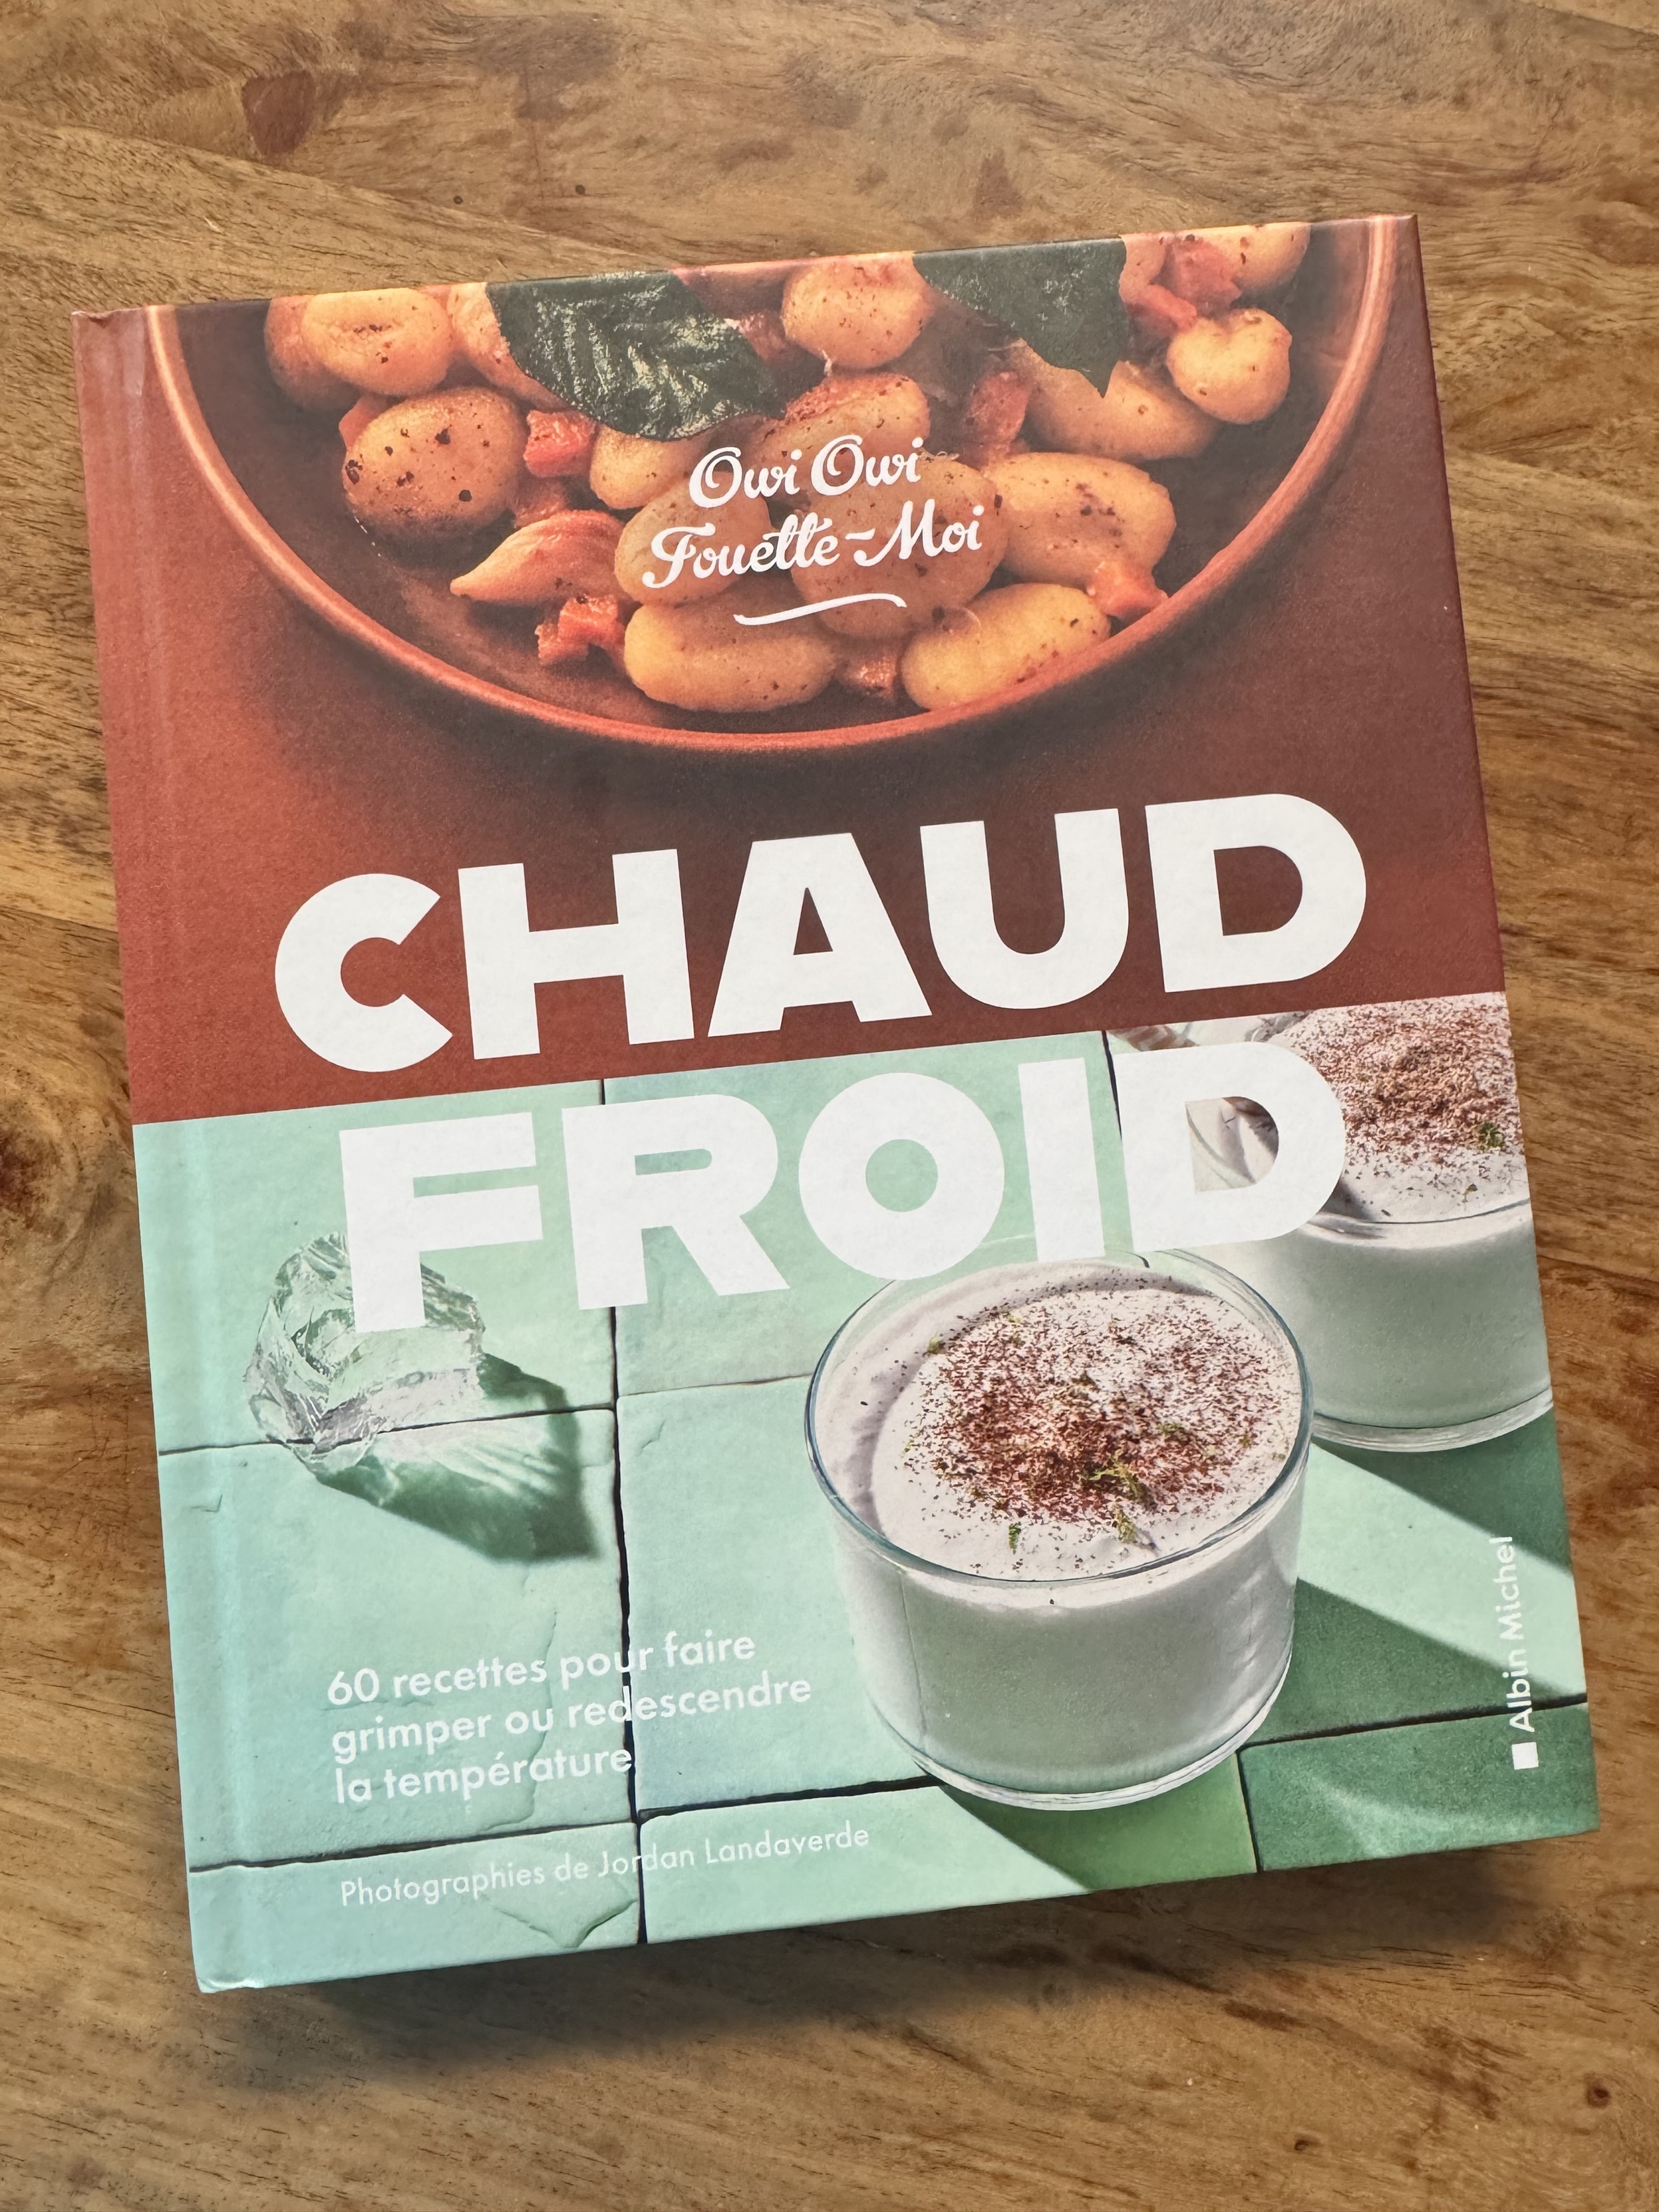 Owi Owi
Fouette-Moi
CHAUD
FROID
60 recettes pour faire
grimper ou redescendre
la température
Photographies de Jordan Landaverde
Albin Michel